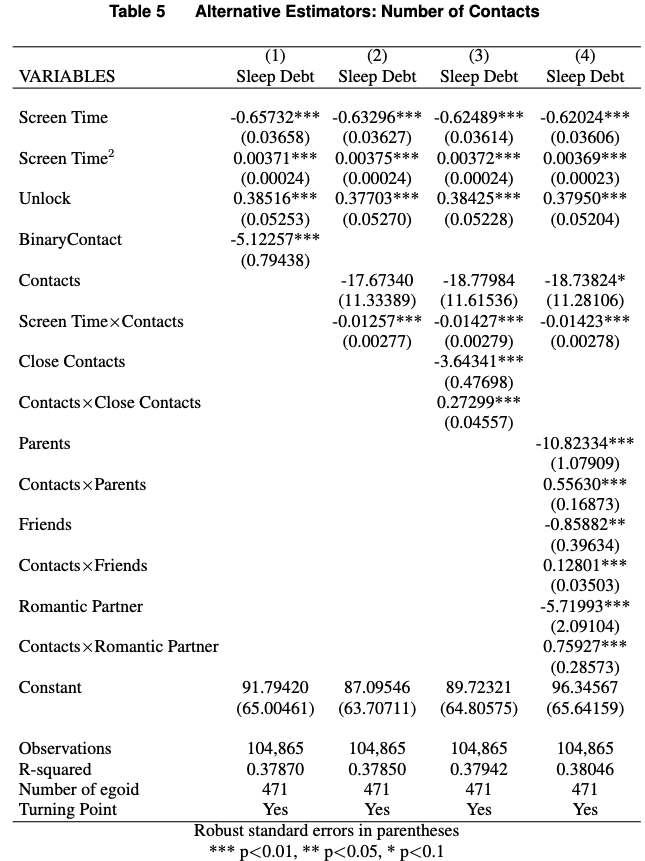 Table 5 Alternative Estimators: Number of Contacts
(1) (2) (3) (4)
VARIABLES Sleep Debt Sleep Debt Sleep Debt Sleep Debt
Screen Time -0.65732*** -0.63296*** -0.62489*** -0.62024***
(0.03658) (0.03627) (0.03614) (0.03606)
Screen Time² 0.00371*** 0.00375*** 0.00372*** 0.00369***
(0.00024) (0.00024) (0.00024) (0.00023)
Unlock 0.38516*** 0.37703*** 0.38425*** 0.37950***
(0.05253) (0.05270) (0.05228) (0.05204)
BinaryContact -5.12257***
(0.79438)
Contacts -17.67340 -18.77984 -18.73824*
(11.33389) (11.61536) (11.28106)
Screen Time×Contacts -0.01257*** -0.01427*** -0.01423***
(0.00277) (0.00279) (0.00278)
Close Contacts -3.64341***
(0.47698)
Contacts×Close Contacts 0.27299***
(0.04557)
Parents -10.82334***
(1.07909)
Contacts×Parents 0.55630***
(0.16873)
Friends -0.85882**
(0.39634)
Contacts×Friends 0.12801***
(0.03503)
Romantic Partner -5.71993***
(2.09104)
Contacts×Romantic Partner 0.75927***
(0.28573)
Constant 91.79420 87.09546 89.72321 96.34567
(65.00461) (63.70711) (64.80575) (65.64159)
Observations 104,865 104,865 104,865 104,865
R-squared 0.37870 0.37850 0.37942 0.38046
Number of egoid 471 471 471 471
Turning Point Yes Yes Yes Yes
Robust standard errors in parentheses
*** p<0.01, ** p<0.05, * p<0.1